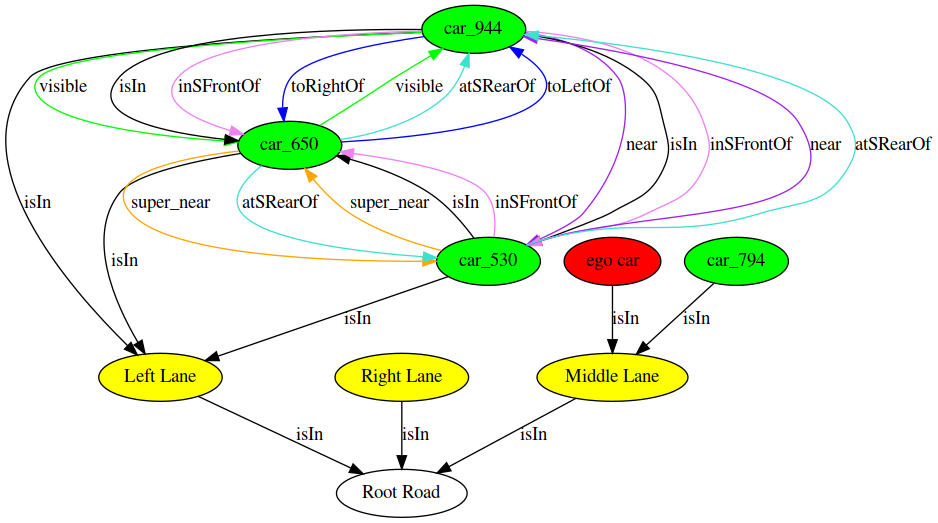 car_944
visible
isIn
inSFrontOf
toRightOf
visible
atSRearOf
toLeftOf
car_650
near
isIn
inSFrontOf
near
atSRearOf
isIn
super_near
atSRearOf
super_near
isIn
inSFrontOf
isIn
car_530
ego car
car_794
isIn
isIn
isIn
Left Lane
Right Lane
Middle Lane
isIn
isIn
isIn
Root Road